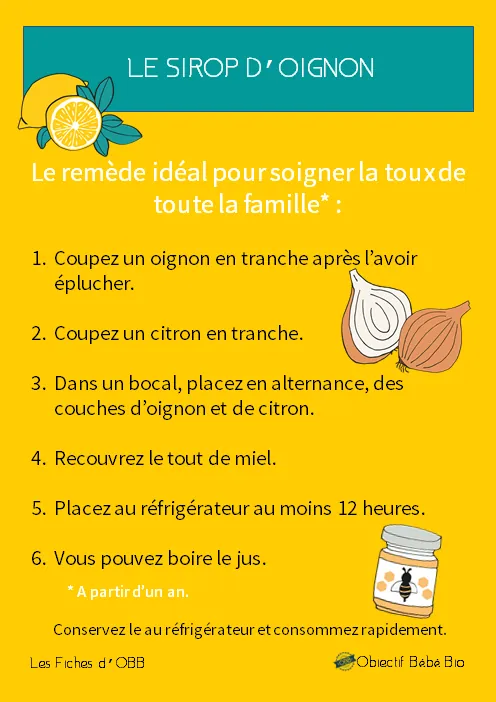 LE SIROP D'OIGNON
Le remède idéal pour soigner la toux de
toute la famille* :
1. Coupez un oignon en tranche après l'avoir
éplucher.
2. Coupez un citron en tranche.
3. Dans un bocal, placez en alternance, des
couches d'oignon et de citron.
4. Recouvrez le tout de miel.
5. Placez au réfrigérateur au moins 12 heures.
6. Vous pouvez boire le jus.
* A partir d'un an.
Conservez le au réfrigérateur et consommez rapidement.
Les Fiches d'OBB
Objectif Bébé Bio